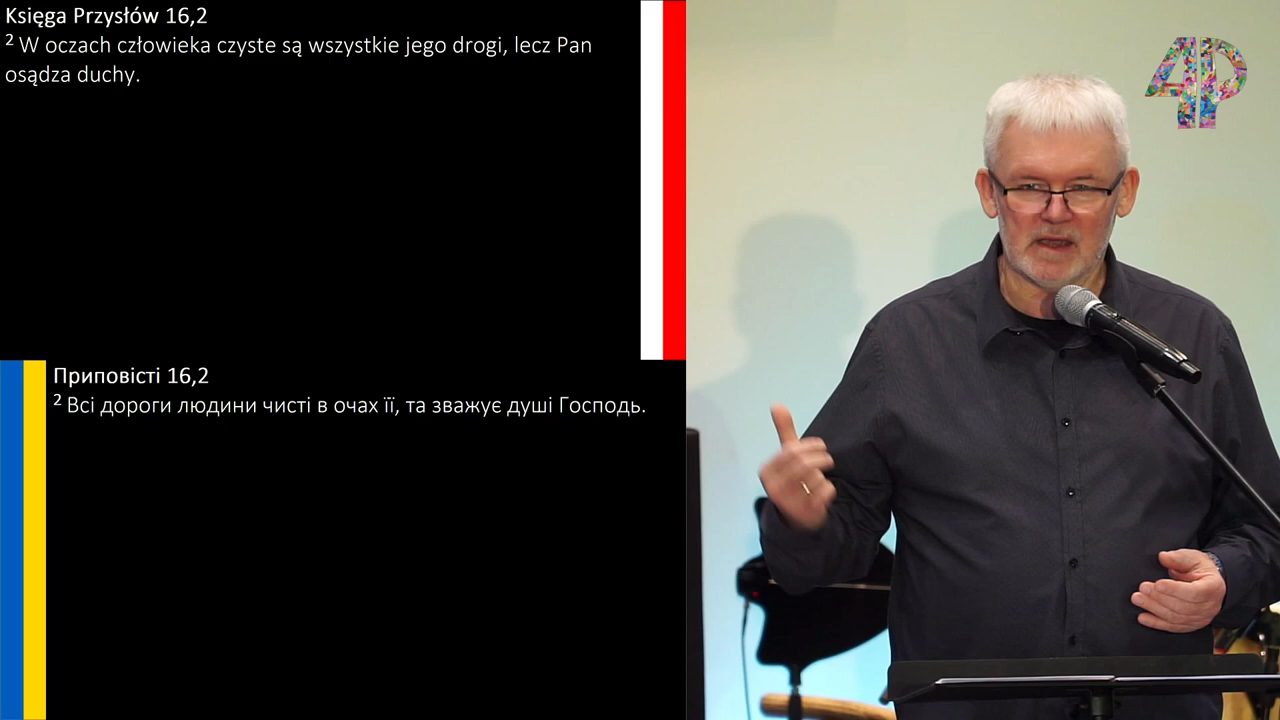 Księga Przysłów 16,2
² W oczach człowieka czyste są wszystkie jego drogi, lecz Pan
osądza duchy.
4P
Приповісті 16,2
² Всі дороги людини чисті в очах її, та зважує душі Господь.